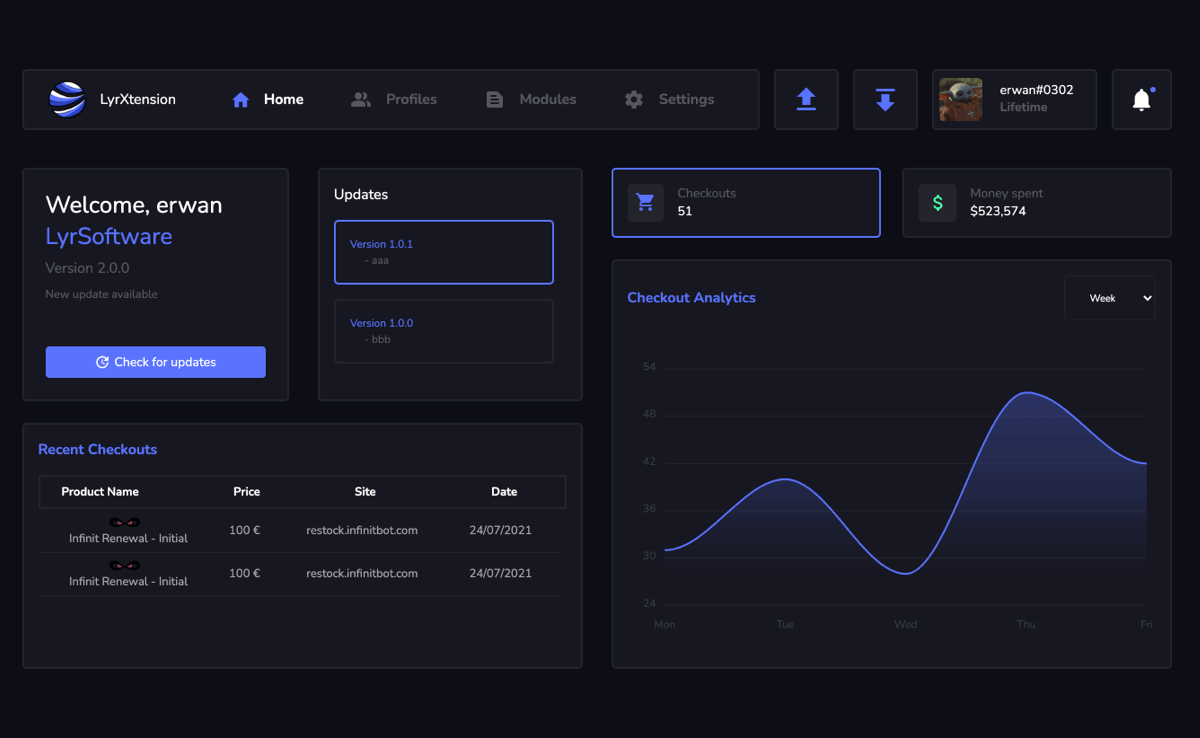 LyrXtension
Home
Profiles
Modules
Settings
erwan#0302
Lifetime
Welcome, erwan
LyrSoftware
Version 2.0.0
New update available
Check for updates
Updates
Version 1.0.1
- aaa
Version 1.0.0
- bbb
Checkouts
51
Money spent
$523,574
Checkout Analytics
Week
54
48
42
36
30
24
Mon Tue Wed Thu Fri
Recent Checkouts
Product Name Price Site Date
Infinit Renewal - Initial 100 € restock.infinitbot.com 24/07/2021
Infinit Renewal - Initial 100 € restock.infinitbot.com 24/07/2021